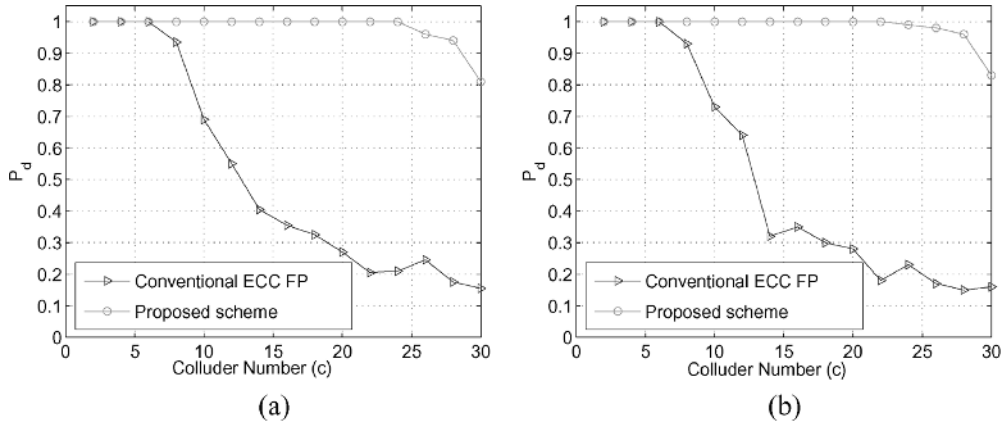 1
0.9
0.8
0.7
0.6
0.5
0.4
0.3
0.2
0.1
0
P_d
Conventional ECC FP
Proposed scheme
0 5 10 15 20 25 30
Colluder Number (c)
(a)
1
0.9
0.8
0.7
0.6
0.5
0.4
0.3
0.2
0.1
0
P_d
Conventional ECC FP
Proposed scheme
0 5 10 15 20 25 30
Colluder Number (c)
(b)